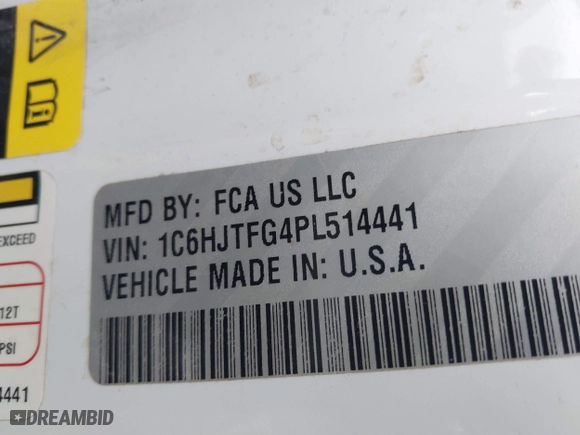 EXCEED
12T
PSI
4441
MFD BY: FCA US LLC
VIN: 1C6HJTFG4PL514441
VEHICLE MADE IN: U.S.A.
DREAMBID